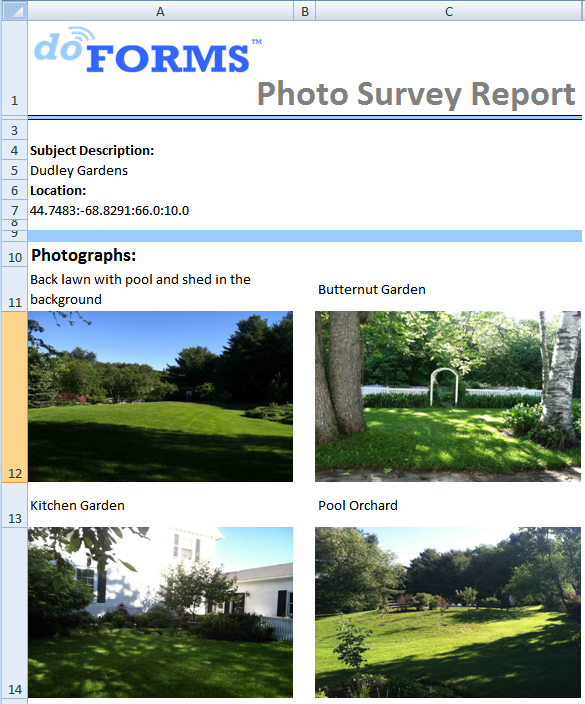 A B C
doFORMS™
1 Photo Survey Report
3
4 Subject Description:
5 Dudley Gardens
6 Location:
7 44.7483:-68.8291:66.0:10.0
8
9
10 Photographs:
Back lawn with pool and shed in the
11 background
Butternut Garden
12
13 Kitchen Garden
Pool Orchard
14